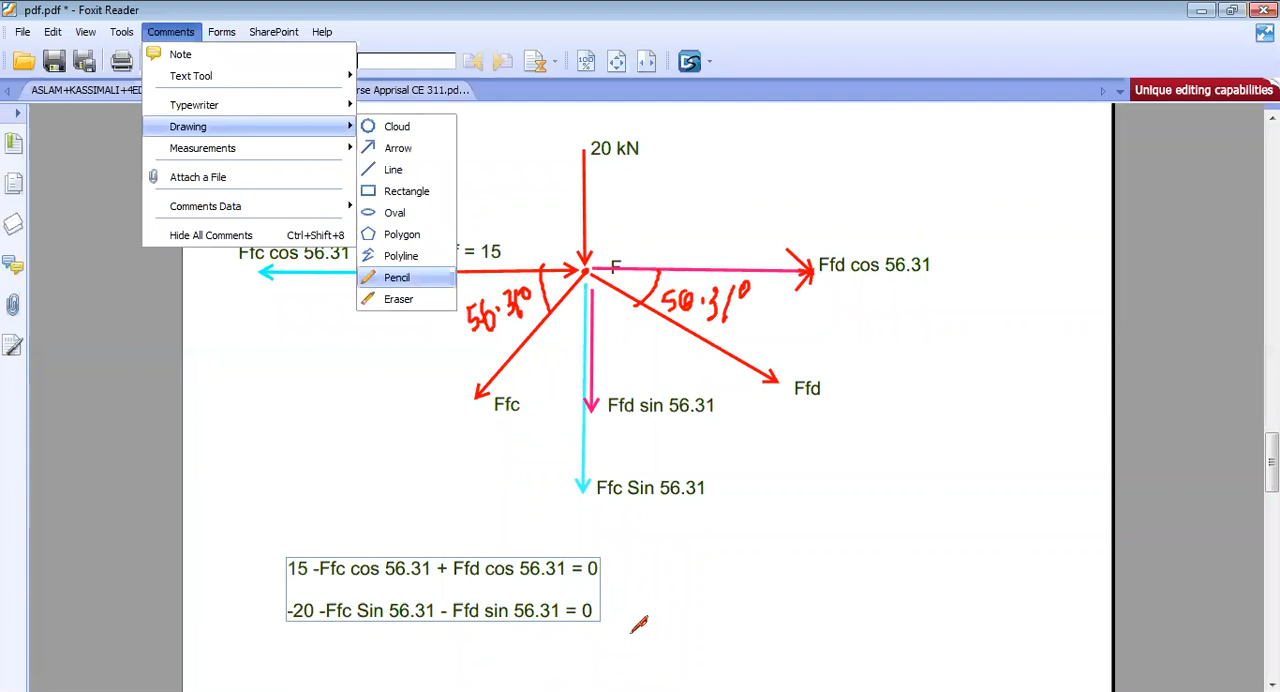 pdf.pdf * - Foxit Reader
File Edit View Tools Comments Forms SharePoint Help
Note
Text Tool
Typewriter
Drawing
Measurements
Attach a File
Comments Data
Hide All Comments Ctrl+Shift+8
Cloud
Arrow
Line
Rectangle
Oval
Polygon
Polyline
Pencil
Eraser
100 %
ASLAM+KASSIMALI+4ED
rse Apprisal CE 311.pd...
Unique editing capabilities
20 kN
Ffc cos 56.31
= 15
F
Ffd cos 56.31
56.31°
56.31°
Ffc
Ffd
Ffd sin 56.31
Ffc Sin 56.31
15 -Ffc cos 56.31 + Ffd cos 56.31 = 0
-20 -Ffc Sin 56.31 - Ffd sin 56.31 = 0